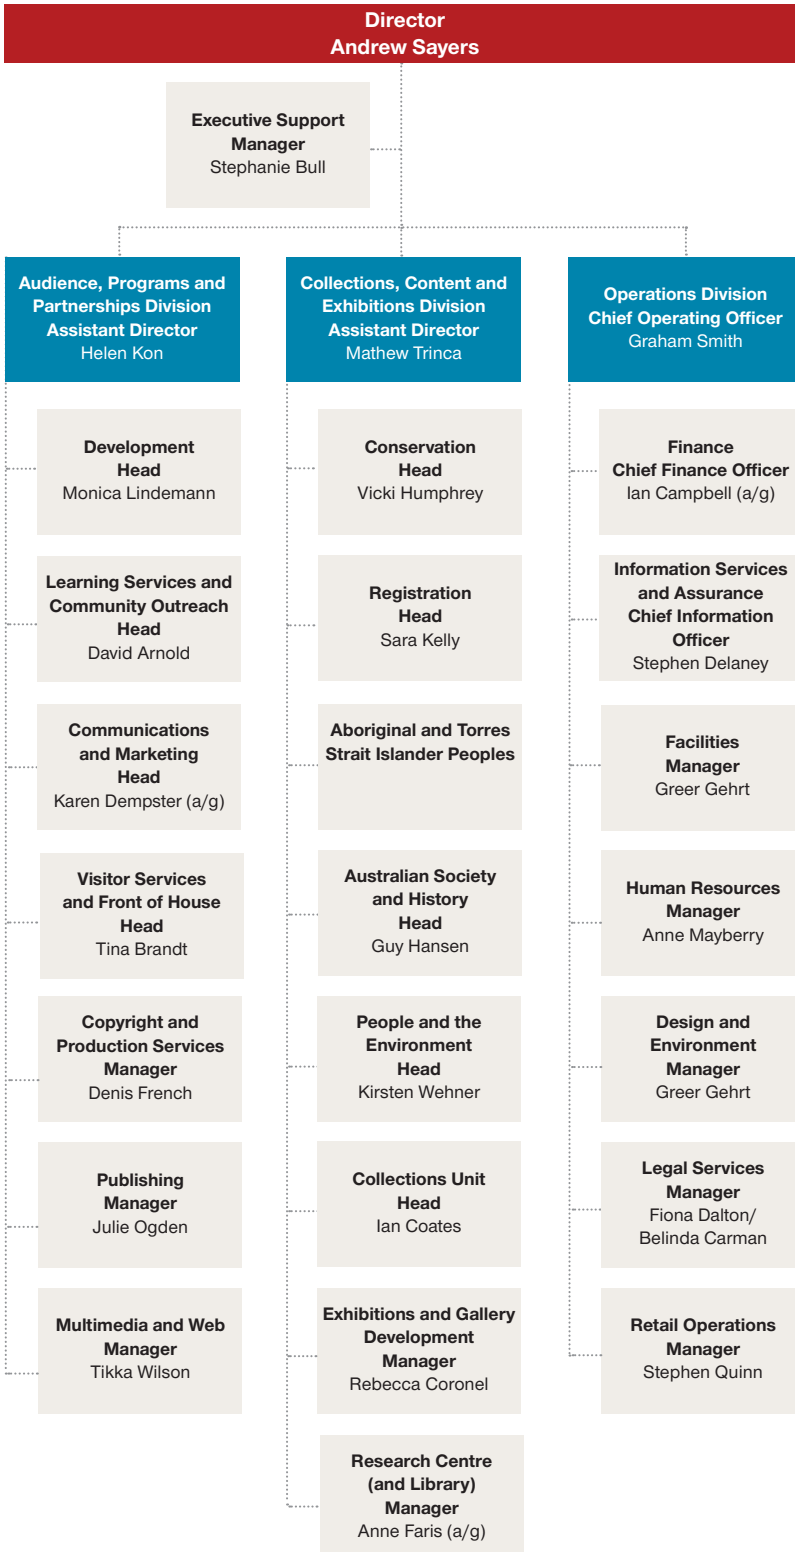 Director
Andrew Sayers
Executive Support
Manager
Stephanie Bull
Audience, Programs and
Partnerships Division
Assistant Director
Helen Kon
Development
Head
Monica Lindemann
Learning Services and
Community Outreach
Head
David Arnold
Communications
and Marketing
Head
Karen Dempster (a/g)
Visitor Services
and Front of House
Head
Tina Brandt
Copyright and
Production Services
Manager
Denis French
Publishing
Manager
Julie Ogden
Multimedia and Web
Manager
Tikka Wilson
Collections, Content and
Exhibitions Division
Assistant Director
Mathew Trinca
Conservation
Head
Vicki Humphrey
Registration
Head
Sara Kelly
Aboriginal and Torres
Strait Islander Peoples
Australian Society
and History
Head
Guy Hansen
People and the
Environment
Head
Kirsten Wehner
Collections Unit
Head
Ian Coates
Exhibitions and Gallery
Development
Manager
Rebecca Coronel
Research Centre
(and Library)
Manager
Anne Faris (a/g)
Operations Division
Chief Operating Officer
Graham Smith
Finance
Chief Finance Officer
Ian Campbell (a/g)
Information Services
and Assurance
Chief Information
Officer
Stephen Delaney
Facilities
Manager
Greer Gehrt
Human Resources
Manager
Anne Mayberry
Design and
Environment
Manager
Greer Gehrt
Legal Services
Manager
Fiona Dalton/
Belinda Carman
Retail Operations
Manager
Stephen Quinn